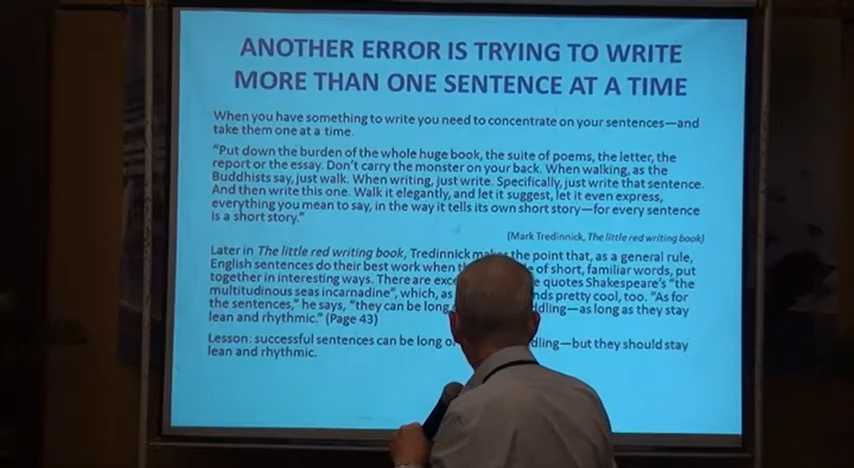 ANOTHER ERROR IS TRYING TO WRITE
MORE THAN ONE SENTENCE AT A TIME
When you have something to write you need to concentrate on your sentences—and
take them one at a time.
"Put down the burden of the whole huge book, the suite of poems, the letter, the
report or the essay. Don't carry the monster on your back. When walking, as the
Buddhists say, just walk. When writing, just write. Specifically, just write that sentence.
And then write this one. Walk it elegantly, and let it suggest, let it even express,
everything you mean to say, in the way it tells its own short story—for every sentence
is a short story."
(Mark Tredinnick, The little red writing book)
Later in The little red writing book, Tredinnick makes the point that, as a general rule,
English sentences do their best work when of short, familiar words, put
together in interesting ways. There are quotes Shakespeare's "the
multitudinous seas incarnadine", which, as pretty cool, too. "As for
the sentences," he says, "they can be long —as long as they stay
lean and rhythmic." (Page 43)
Lesson: successful sentences can be long —but they should stay
lean and rhythmic.